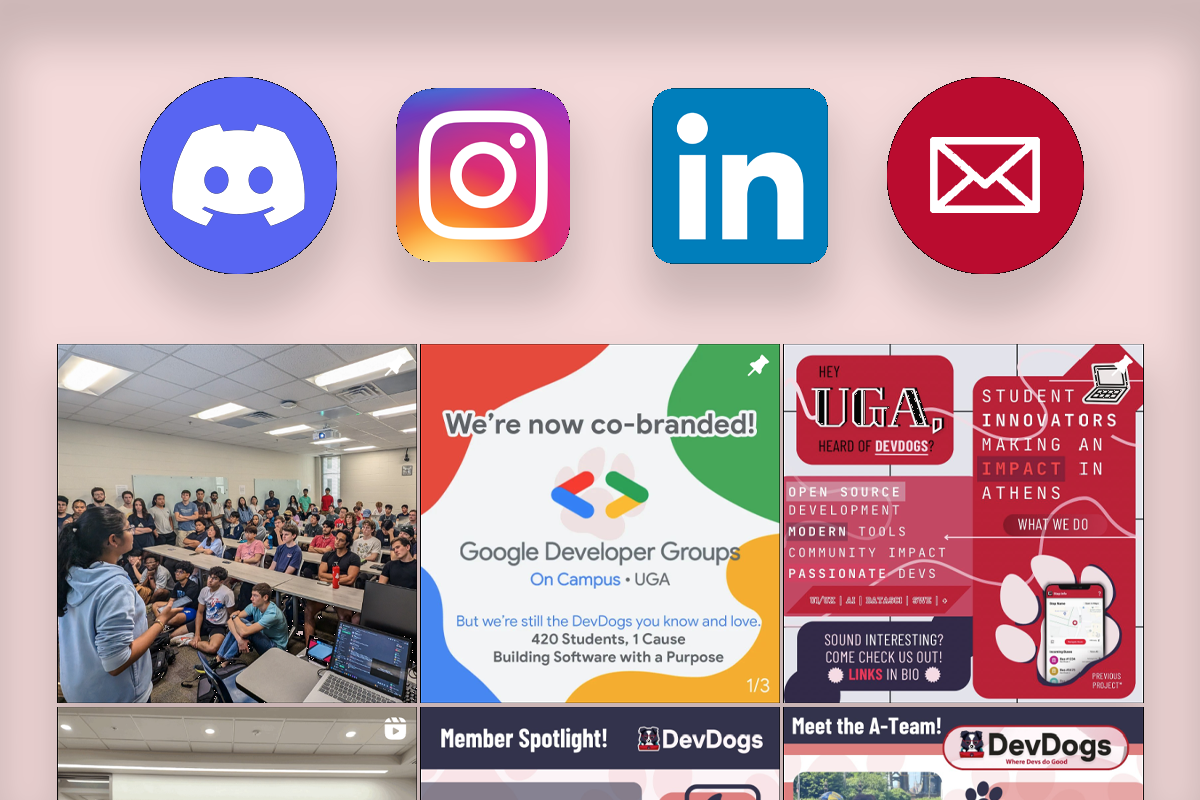 in
We're now co-branded!
Google Developer Groups
On Campus • UGA
But we're still the DevDogs you know and love.
420 Students, 1 Cause
Building Software with a Purpose
1/3
HEY
UGA,
HEARD OF DEVDOGS?
STUDENT
INNOVATORS
MAKING AN
IMPACT IN
ATHENS
WHAT WE DO
OPEN SOURCE
DEVELOPMENT
MODERN TOOLS
COMMUNITY IMPACT
PASSIONATE DEVS
UI/UX | AI | DATASCI | SWE | +
SOUND INTERESTING?
COME CHECK US OUT!
LINKS IN BIO
PREVIOUS
PROJECT*
Member Spotlight!
DevDogs
Meet the A-Team!
DevDogs
Where Devs do Good